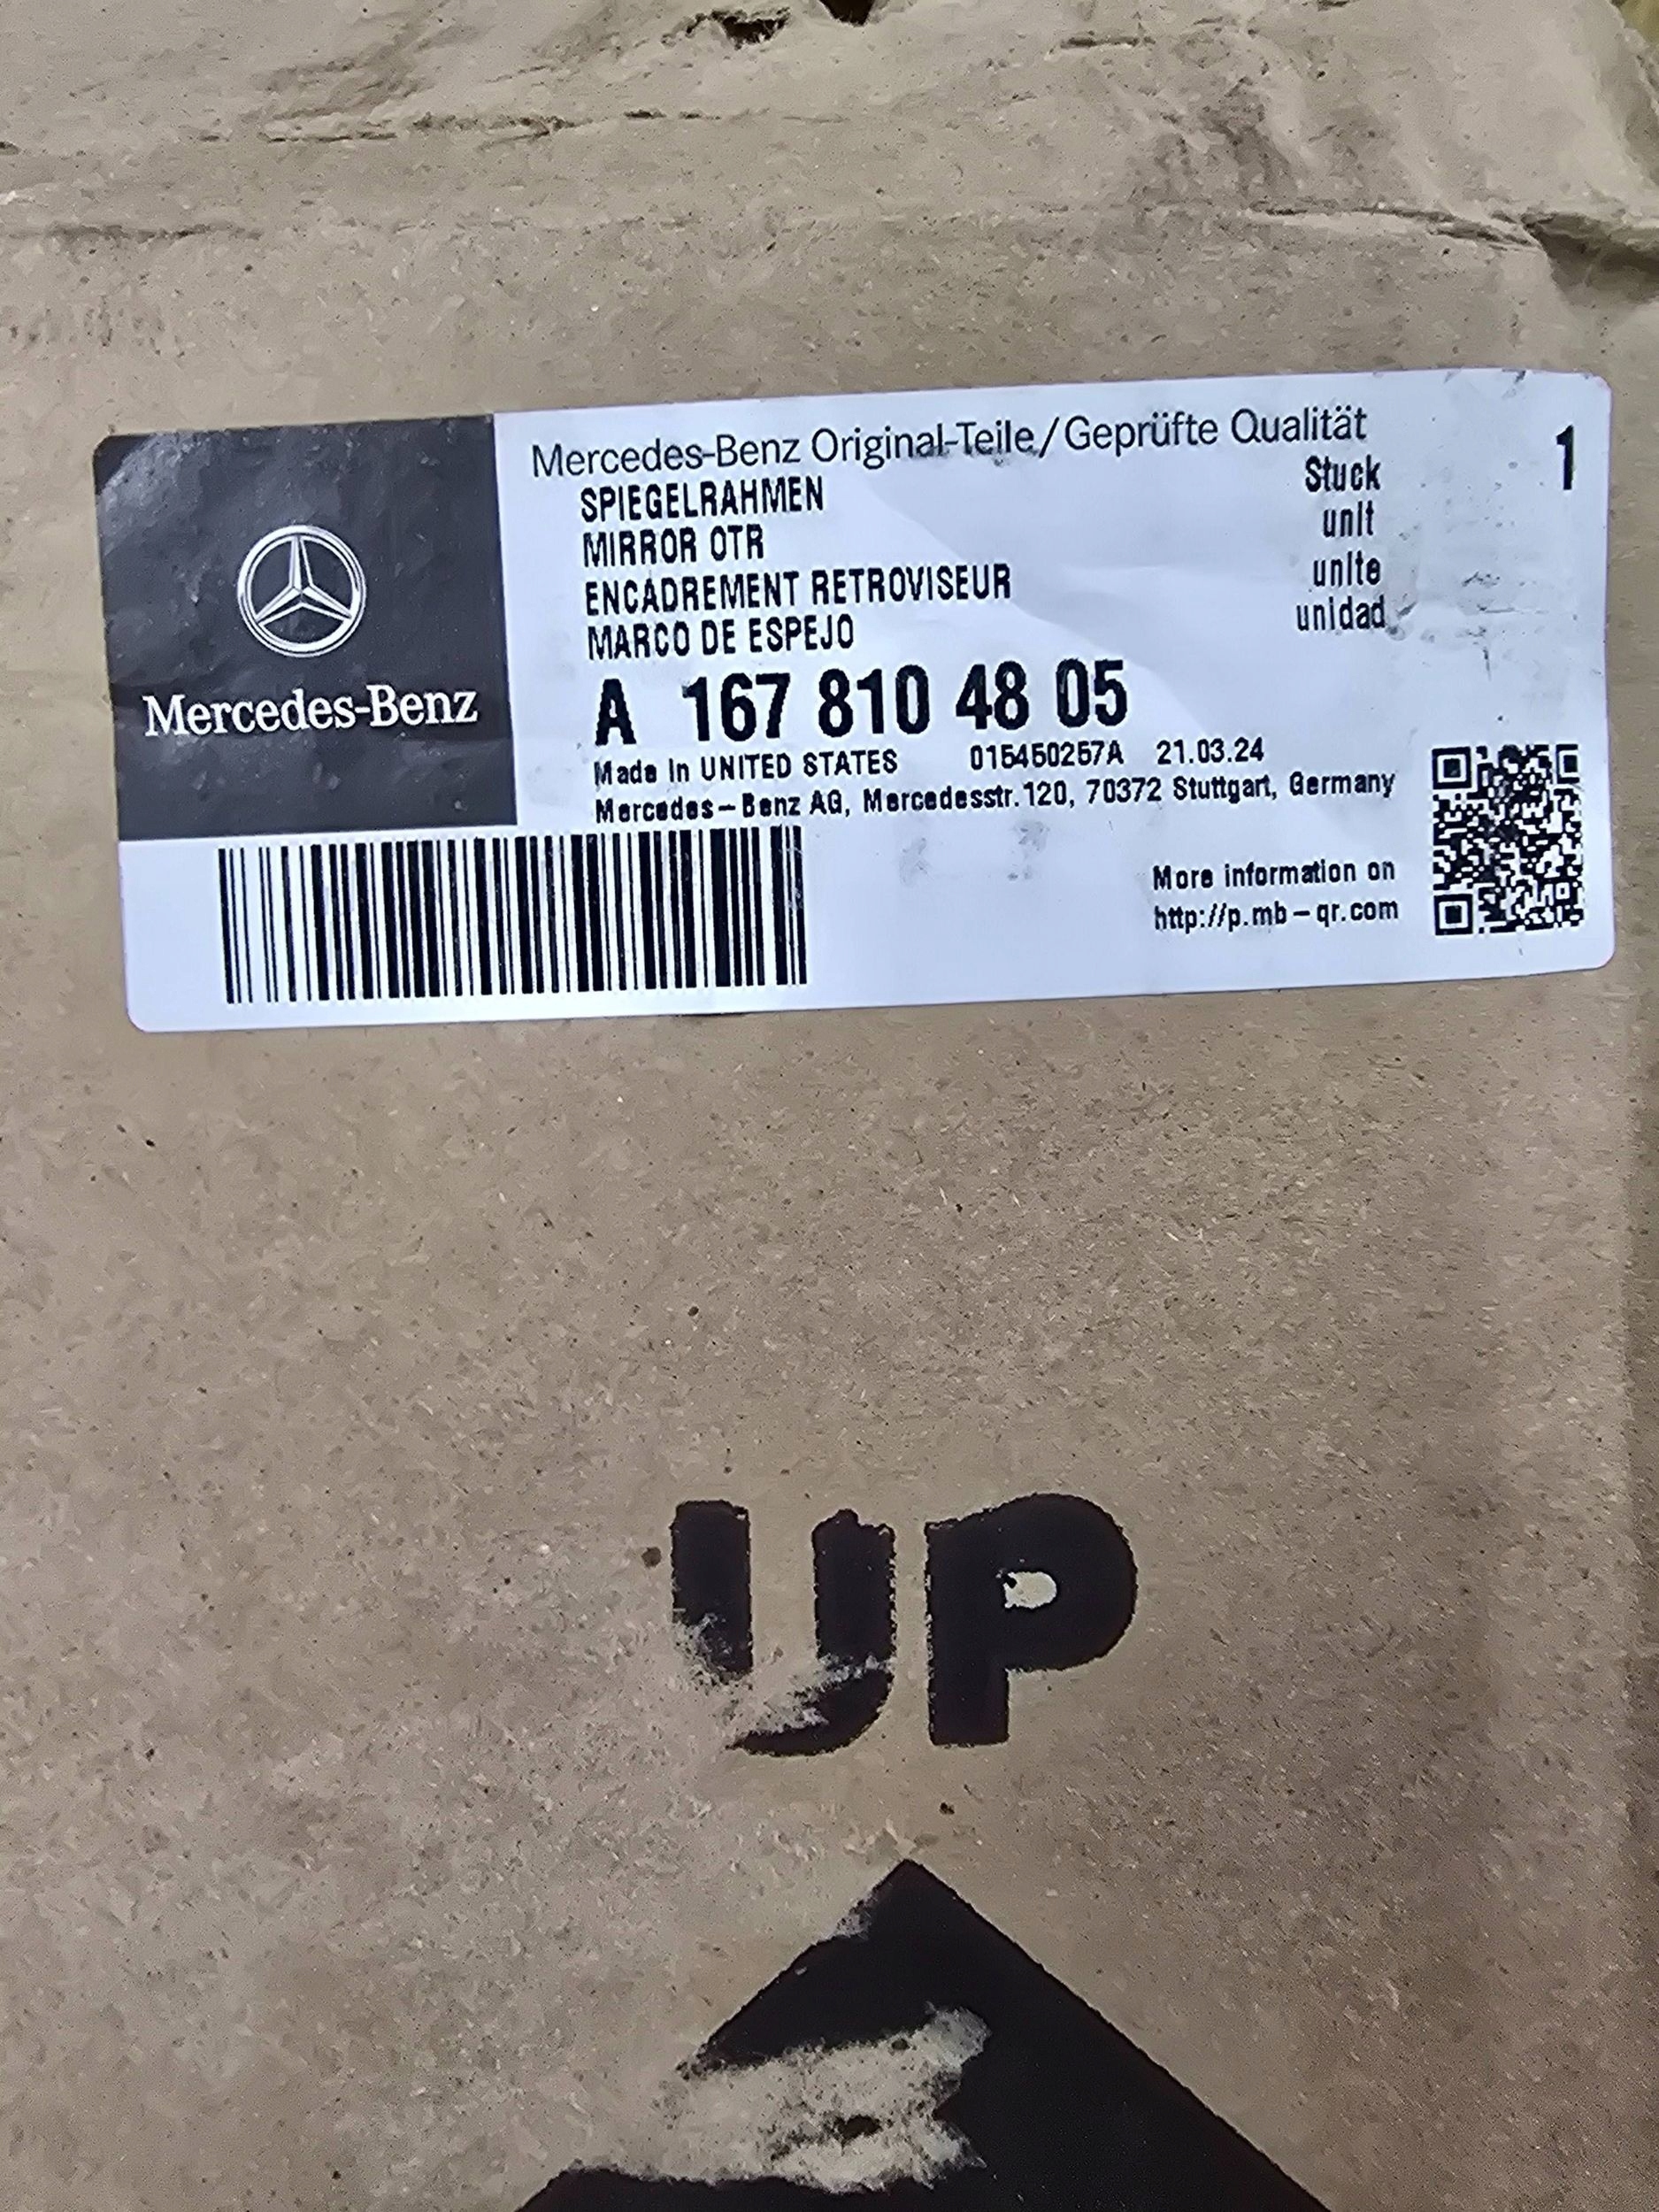 Mercedes-Benz
Mercedes-Benz Original-Teile/Geprüfte Qualität
SPIEGELRAHMEN Stuck 1
MIRROR OTR unit
ENCADREMENT RETROVISEUR unite
MARCO DE ESPEJO unidad
A 167 810 48 05
Made In UNITED STATES 015450257A 21.03.24
Mercedes-Benz AG, Mercedesstr.120, 70372 Stuttgart, Germany
More information on
http://p.mb-qr.com
UP